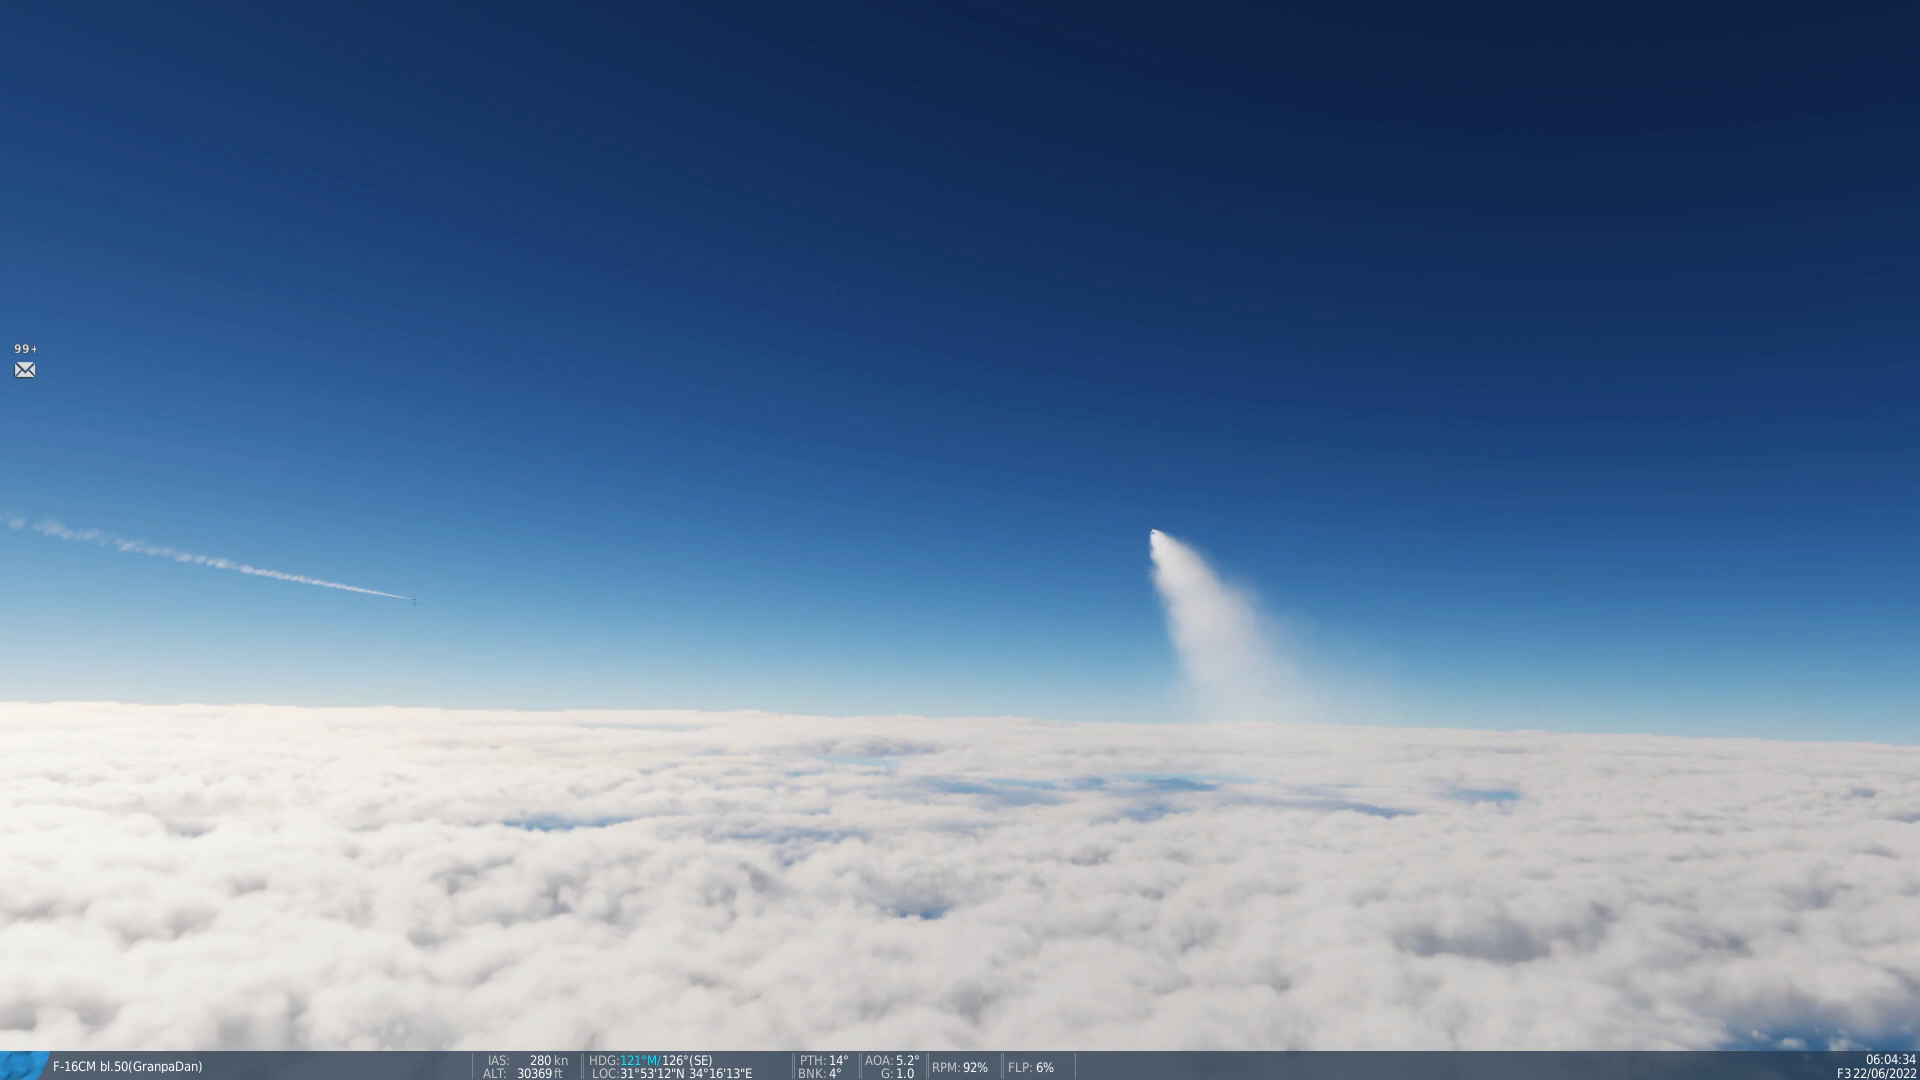 99+
F-16CM bl.50(GranpaDan)
IAS: 280 kn
ALT: 30369 ft
HDG:121°M/126°(SE)
LOC:31°53'12"N 34°16'13"E
PTH: 14°
BNK: 4°
AOA: 5.2°
G: 1.0
RPM: 92%
FLP: 6%
06:04:34
F3 22/06/2022